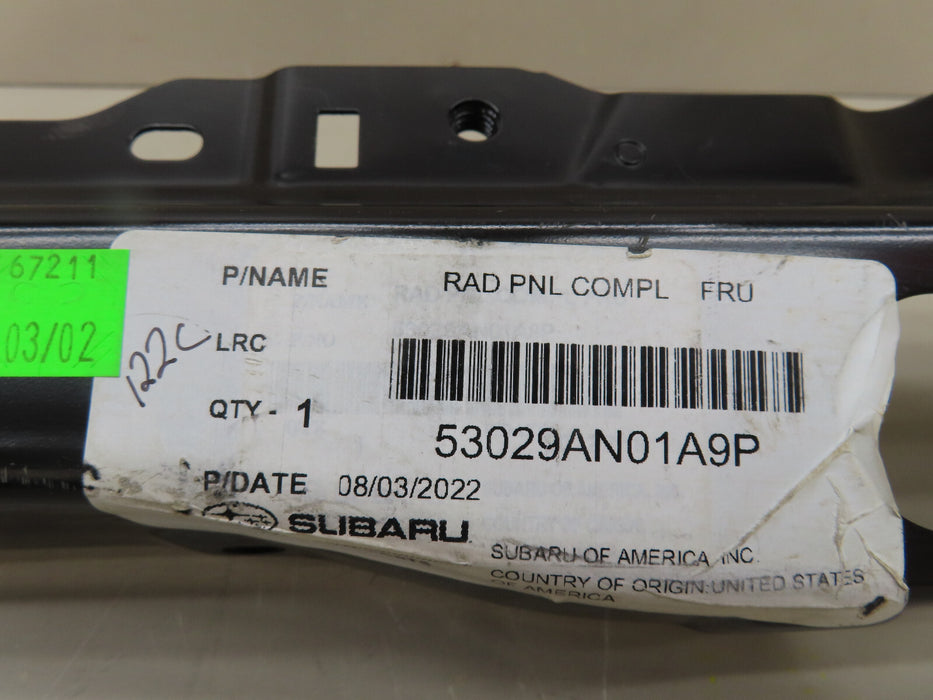 67211
03/02
122C
P/NAME RAD PNL COMPL FRU
LRC
QTY - 1
53029AN01A9P
P/DATE 08/03/2022
SUBARU
SUBARU OF AMERICA INC.
COUNTRY OF ORIGIN:UNITED STATES
OF AMERICA